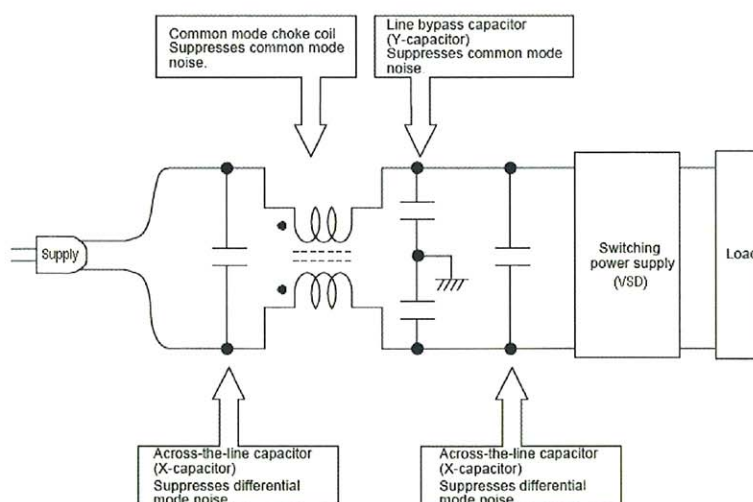 Common mode choke coil
Suppresses common mode
noise.
Line bypass capacitor
(Y-capacitor)
Suppresses common mode
noise
Supply
Switching
power supply
(VSD)
Load
Across-the-line capacitor
(X-capacitor)
Suppresses differential
mode noise
Across-the-line capacitor
(X-capacitor)
Suppresses differential
mode noise